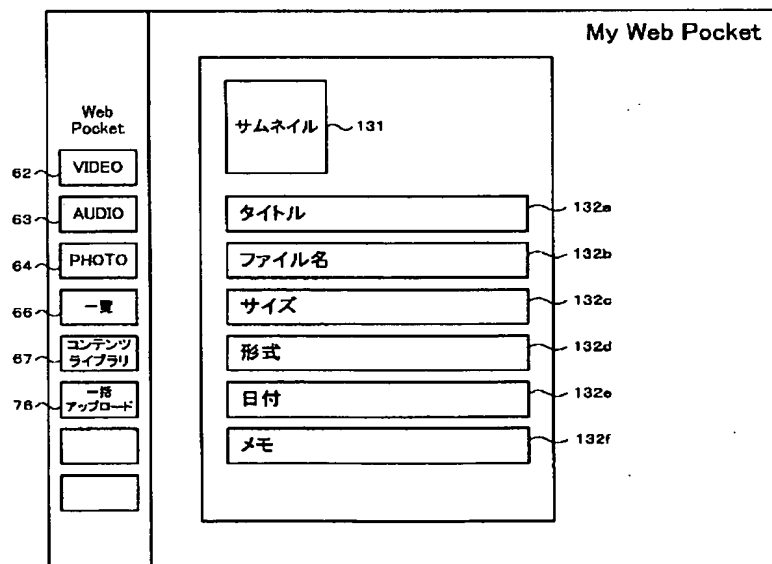 My Web Pocket
Web
Pocket
62
VIDEO
63
AUDIO
64
PHOTO
66
一覧
67
コンテンツ
ライブラリ
76
一括
アップロード
サムネイル
131
タイトル
132a
ファイル名
132b
サイズ
132c
形式
132d
日付
132e
メモ
132f